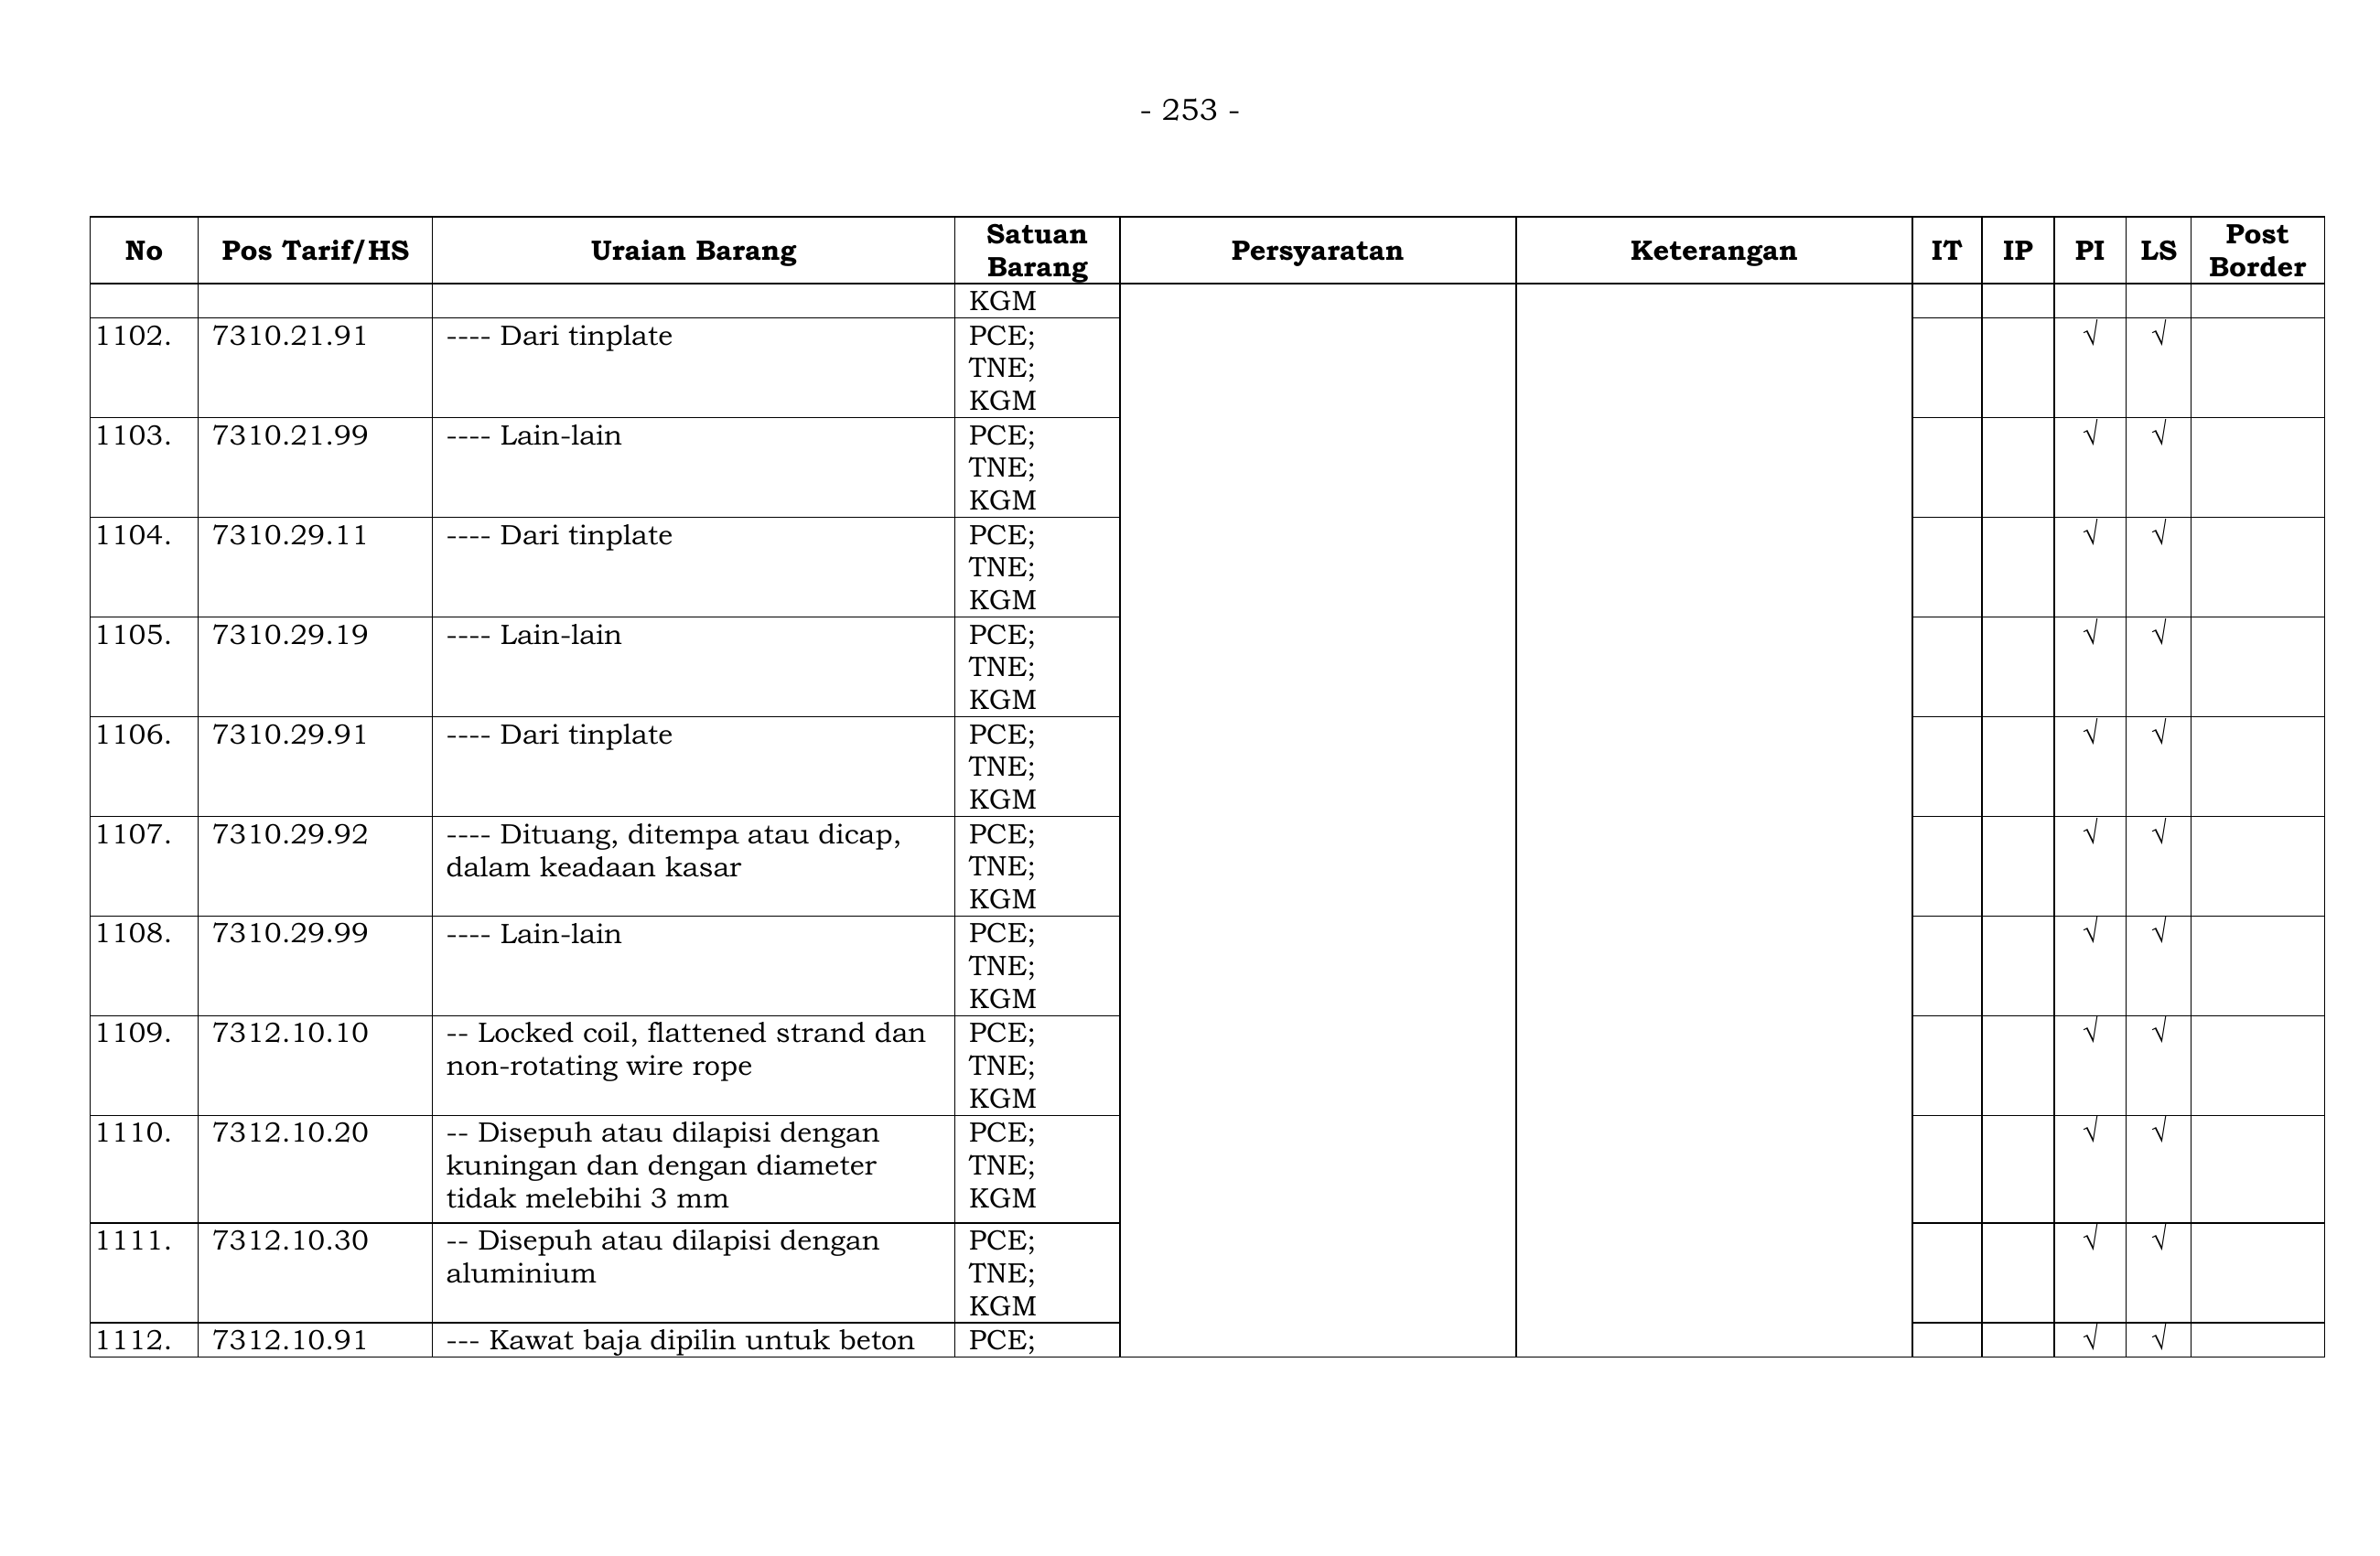 - 253 -
No Pos Tarif/HS Uraian Barang Satuan Barang Persyaratan Keterangan IT IP PI LS Post Border
KGM
1102. 7310.21.91 ---- Dari tinplate PCE; √ √
TNE;
KGM
1103. 7310.21.99 ---- Lain-lain PCE; √ √
TNE;
KGM
1104. 7310.29.11 ---- Dari tinplate PCE; √ √
TNE;
KGM
1105. 7310.29.19 ---- Lain-lain PCE; √ √
TNE;
KGM
1106. 7310.29.91 ---- Dari tinplate PCE; √ √
TNE;
KGM
1107. 7310.29.92 ---- Dituang, ditempa atau dicap, PCE; √ √
dalam keadaan kasar TNE;
KGM
1108. 7310.29.99 ---- Lain-lain PCE; √ √
TNE;
KGM
1109. 7312.10.10 -- Locked coil, flattened strand dan PCE; √ √
non-rotating wire rope TNE;
KGM
1110. 7312.10.20 -- Disepuh atau dilapisi dengan PCE; √ √
kuningan dan dengan diameter TNE;
tidak melebihi 3 mm KGM
1111. 7312.10.30 -- Disepuh atau dilapisi dengan PCE; √ √
aluminium TNE;
KGM
1112. 7312.10.91 --- Kawat baja dipilin untuk beton PCE; √ √